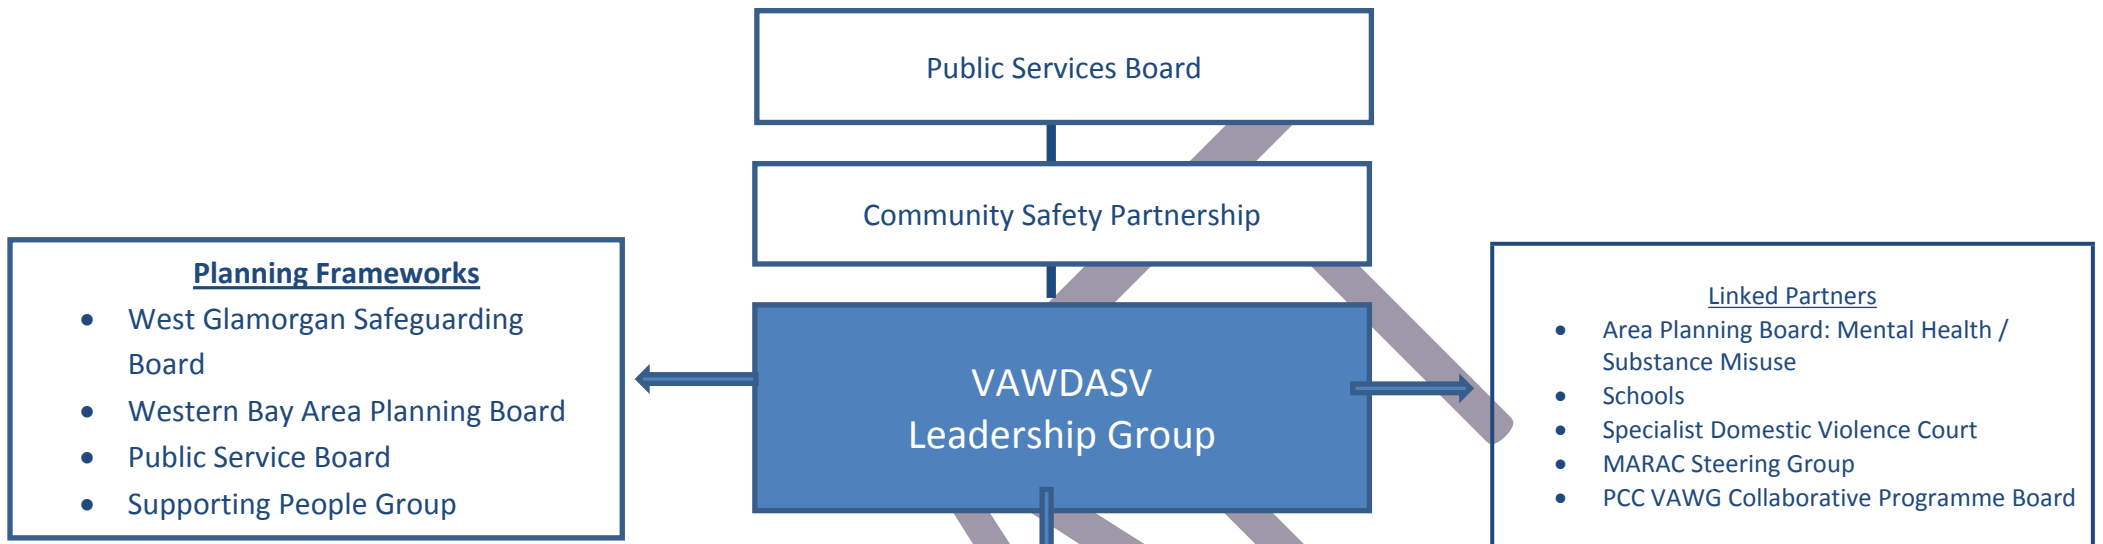 Public Services Board
Community Safety Partnership
Planning Frameworks
• West Glamorgan Safeguarding
Board
• Western Bay Area Planning Board
• Public Service Board
• Supporting People Group
VAWDASV
Leadership Group
Linked Partners
• Area Planning Board: Mental Health /
Substance Misuse
• Schools
• Specialist Domestic Violence Court
• MARAC Steering Group
• PCC VAWG Collaborative Programme Board